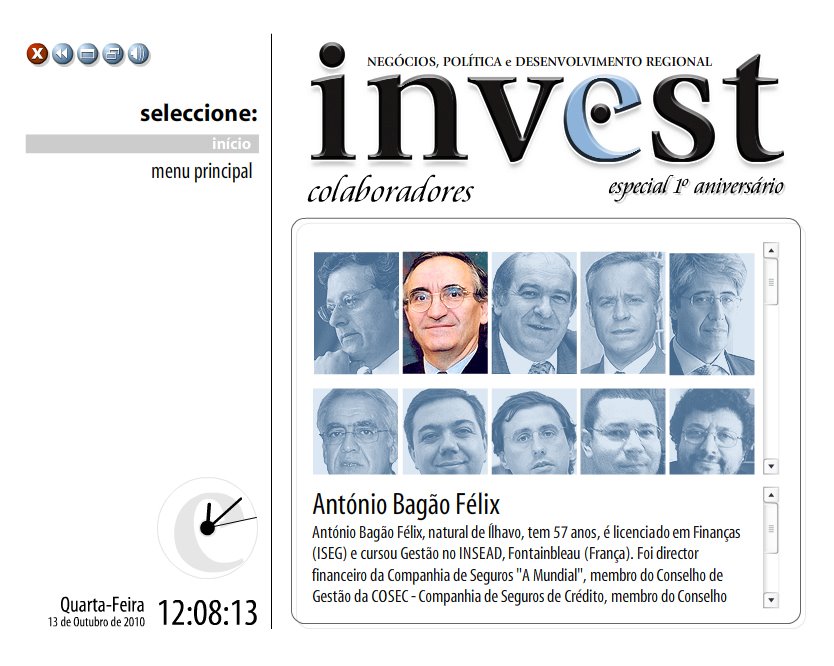 seleccione:
início
menu principal
Quarta-Feira
13 de Outubro de 2010
12:08:13
NEGÓCIOS, POLÍTICA e DESENVOLVIMENTO REGIONAL
invest
colaboradores
especial 1º aniversário
António Bagão Félix
António Bagão Félix, natural de Ílhavo, tem 57 anos, é licenciado em Finanças
(ISEG) e cursou Gestão no INSEAD, Fontainbleau (França). Foi director
financeiro da Companhia de Seguros "A Mundial", membro do Conselho de
Gestão da COSEC - Companhia de Seguros de Crédito, membro do Conselho